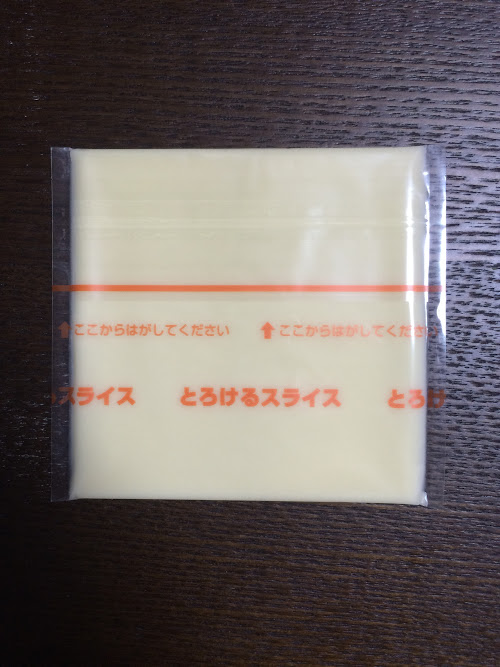 ⬆ここからはがしてください ⬆ここからはがしてくださ
るスライス とろけるスライス とろけ